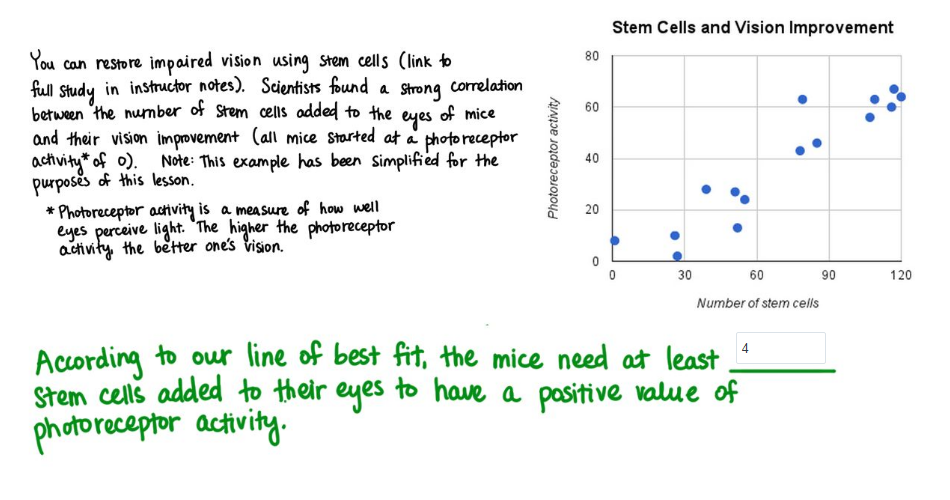 Stem Cells and Vision Improvement
You can restore impaired vision using stem cells (link to
full study in instructor notes). Scientists found a strong correlation
between the number of stem cells added to the eyes of mice
and their vision improvement (all mice started at a photoreceptor
activity* of 0). Note: This example has been simplified for the
purposes of this lesson.
* Photoreceptor activity is a measure of how well
eyes perceive light. The higher the photoreceptor
activity, the better one's vision.
Photoreceptor activity
80
60
40
20
0
0 30 60 90 120
Number of stem cells
According to our line of best fit, the mice need at least 4
stem cells added to their eyes to have a positive value of
photoreceptor activity.